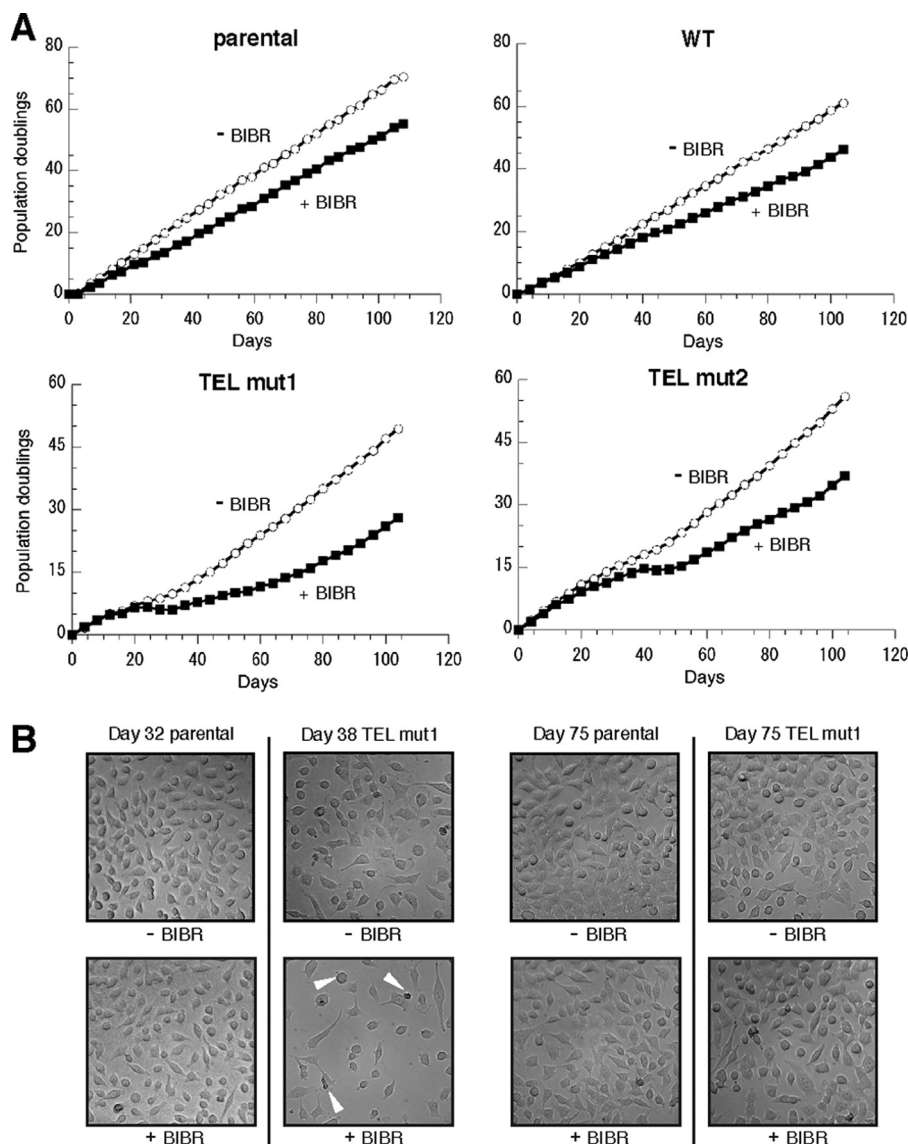 A
parental
80
60
40
20
0
Population doublings
- BIBR
+ BIBR
0 20 40 60 80 100 120
Days
WT
80
60
40
20
0
- BIBR
+ BIBR
0 20 40 60 80 100 120
Days
TEL mut1
60
45
30
15
0
Population doublings
- BIBR
+ BIBR
0 20 40 60 80 100 120
Days
TEL mut2
60
45
30
15
0
- BIBR
+ BIBR
0 20 40 60 80 100 120
Days
B
Day 32 parental Day 38 TEL mut1 Day 75 parental Day 75 TEL mut1
- BIBR - BIBR - BIBR - BIBR
+ BIBR + BIBR + BIBR + BIBR